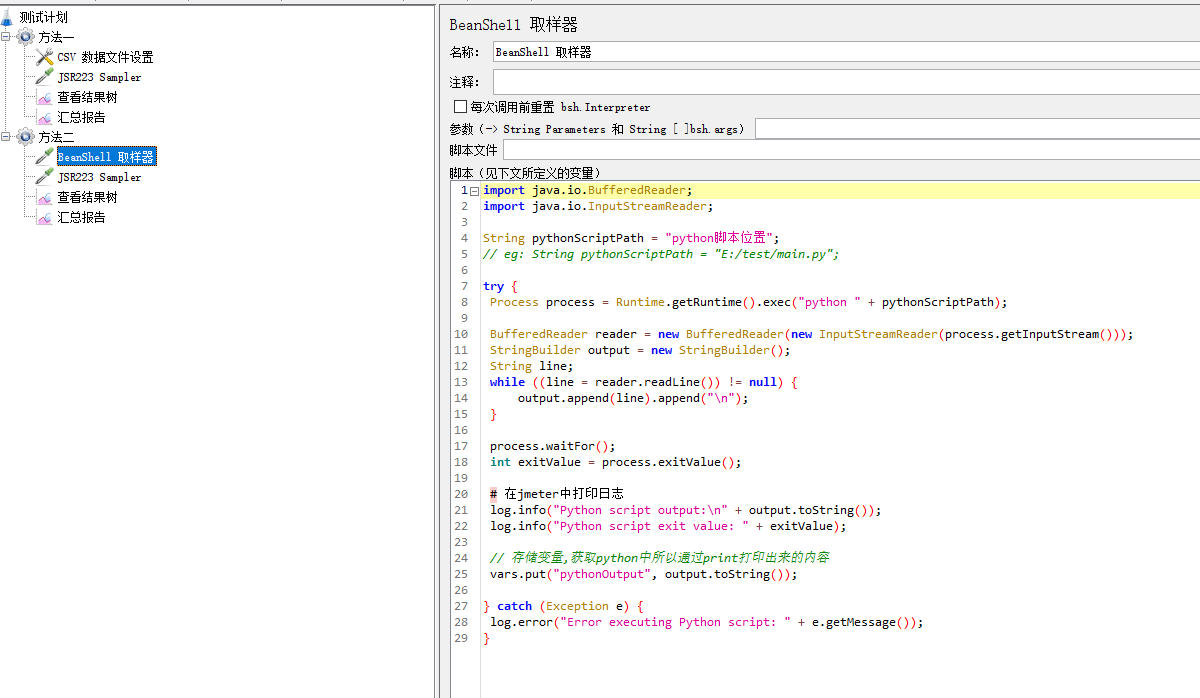 测试计划
方法一
CSV 数据文件设置
JSR223 Sampler
查看结果树
汇总报告
方法二
BeanShell 取样器
JSR223 Sampler
查看结果树
汇总报告
BeanShell 取样器
名称: BeanShell 取样器
注释:
每次调用前重置 bsh.Interpreter
参数 (-> String Parameters 和 String [ ]bsh.args)
脚本文件
脚本 (见下文所定义的变量)
1 import java.io.BufferedReader;
2 import java.io.InputStreamReader;
3
4 String pythonScriptPath = "python脚本位置";
5 // eg: String pythonScriptPath = "E:/test/main.py";
6
7 try {
8 Process process = Runtime.getRuntime().exec("python " + pythonScriptPath);
9
10 BufferedReader reader = new BufferedReader(new InputStreamReader(process.getInputStream()));
11 StringBuilder output = new StringBuilder();
12 String line;
13 while ((line = reader.readLine()) != null) {
14 output.append(line).append("\n");
15 }
16
17 process.waitFor();
18 int exitValue = process.exitValue();
19
20 # 在jmeter中打印日志
21 log.info("Python script output:\n" + output.toString());
22 log.info("Python script exit value: " + exitValue);
23
24 // 存储变量,获取python中所以通过print打印出来的内容
25 vars.put("pythonOutput", output.toString());
26
27 } catch (Exception e) {
28 log.error("Error executing Python script: " + e.getMessage());
29 }